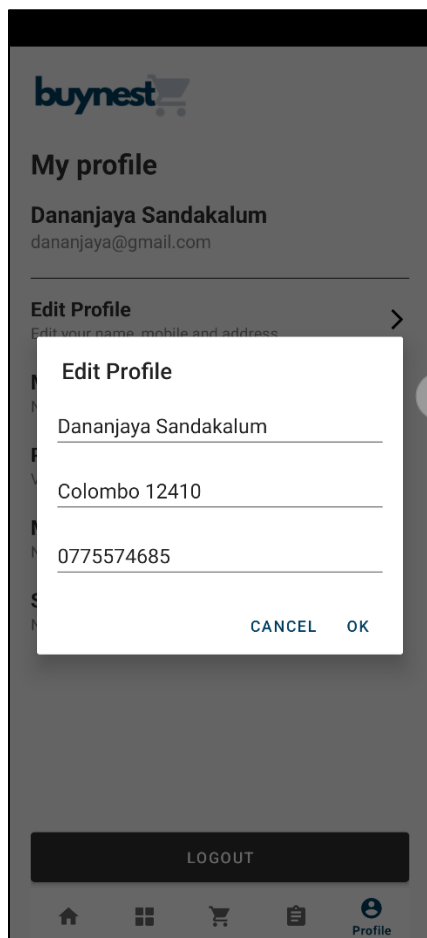 buynest
My profile
Dananjaya Sandakalum
dananjaya@gmail.com
Edit Profile
Edit your name, mobile and address
Edit Profile
Dananjaya Sandakalum
Colombo 12410
0775574685
CANCEL OK
LOGOUT
Profile